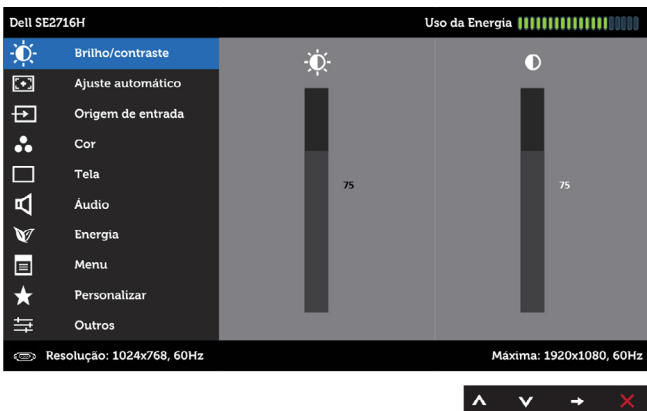 Dell SE2716H Uso da Energia
Brilho/contraste
Ajuste automático
Origem de entrada
Cor
Tela
75 75
Áudio
Energia
Menu
Personalizar
Outros
Resolução: 1024x768, 60Hz Máxima: 1920x1080, 60Hz